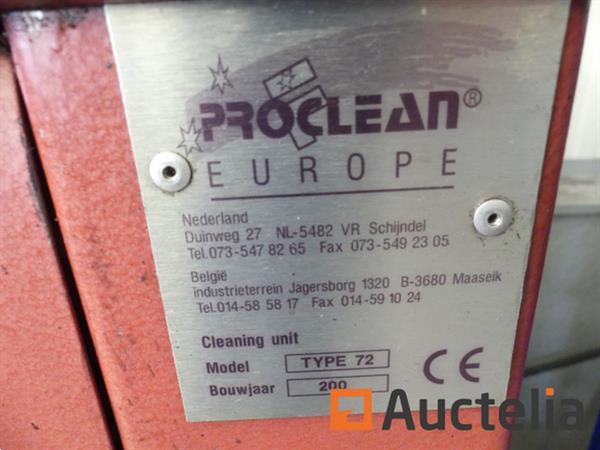 PROCLEAN®
EUROPE
Nederland
Duinweg 27 NL-5482 VR Schijndel
Tel.073-547 82 65 Fax 073-549 23 05
België
industrieterrein Jagersborg 1320 B-3680 Maaseik
Tel.014-58 58 17 Fax 014-59 10 24
Cleaning unit
Model TYPE 72
Bouwjaar 200
CE
Auctelia